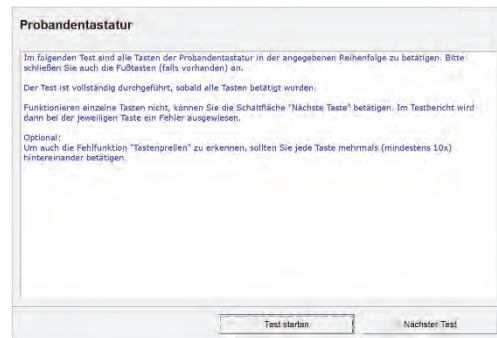 Probandentastatur
Im folgenden Test sind alle Tasten der Probandentastatur in der angegebenen Reihenfolge zu betätigen. Bitte
schließen Sie auch die Fußtasten (falls vorhanden) an.
Der Test ist vollständig durchgeführt, sobald alle Tasten betätigt wurden.
Funktionieren einzelne Tasten nicht, können Sie die Schaltfläche "Nächste Taste" betätigen. Im Testbericht wird
dann bei der jeweiligen Taste ein Fehler ausgewiesen.
Optional:
Um auch die Fehlfunktion "Tastenprellen" zu erkennen, sollten Sie jede Taste mehrmals (mindestens 10x)
hintereinander betätigen.
Test starten
Nächster Test